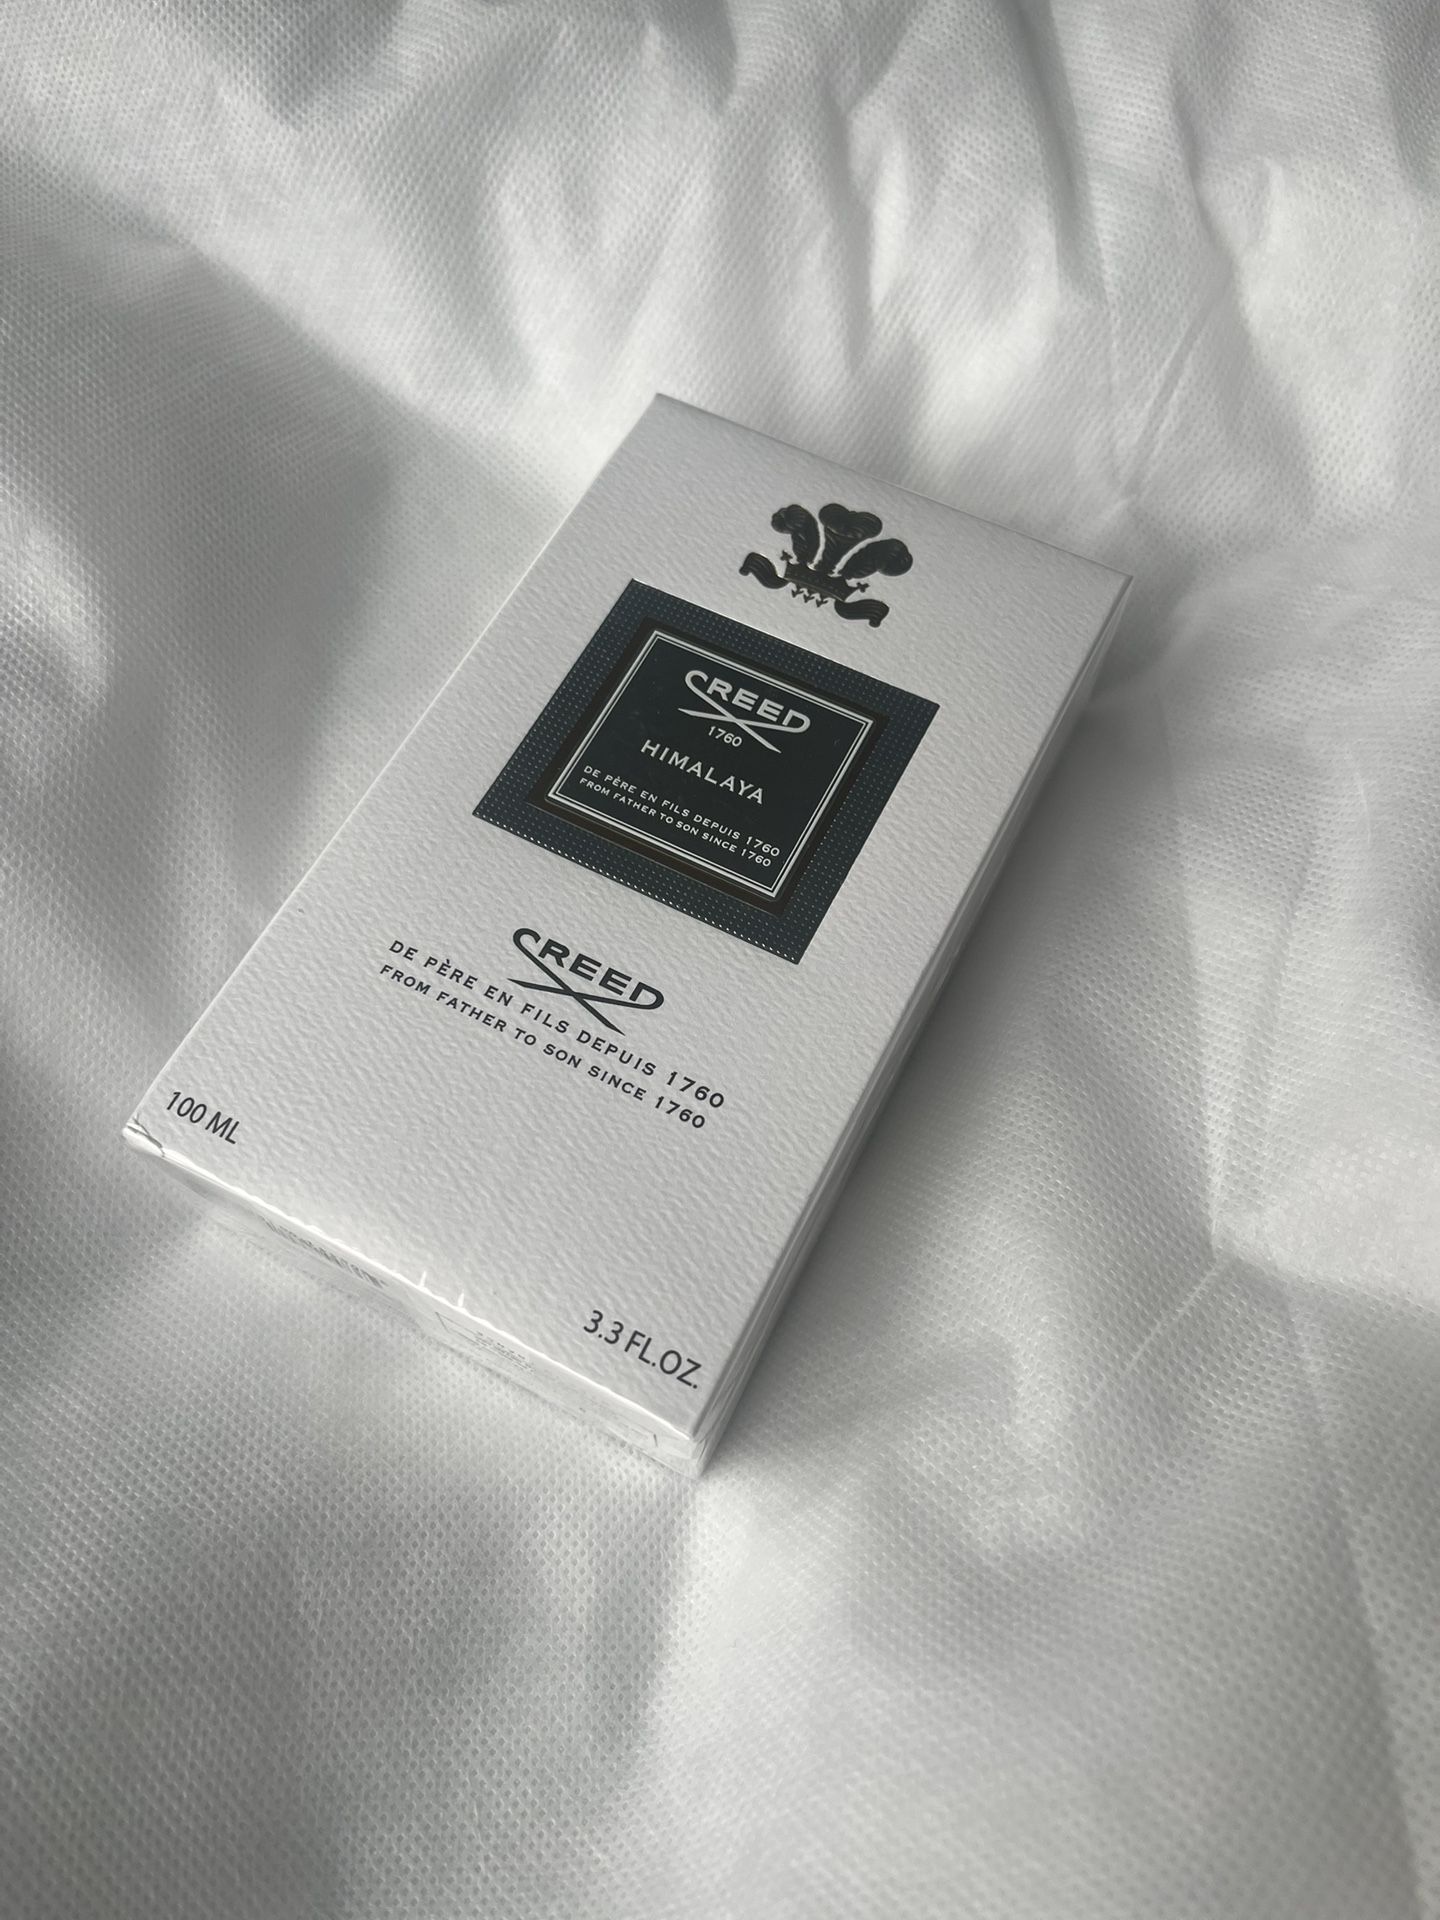 CREED
1760
HIMALAYA
DE PÈRE EN FILS DEPUIS 1760
FROM FATHER TO SON SINCE 1760
CREED
DE PÈRE EN FILS DEPUIS 1760
FROM FATHER TO SON SINCE 1760
100 ML
3.3 FL.OZ.